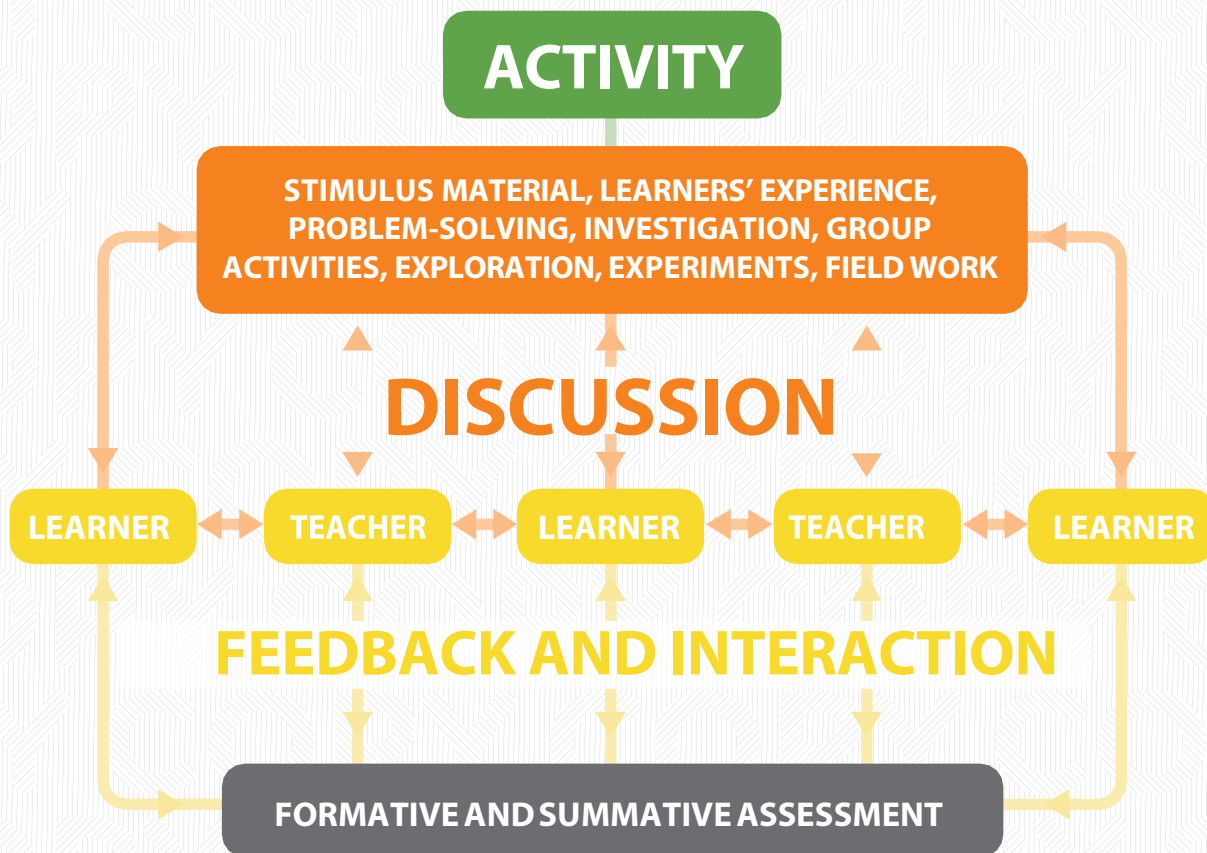 ACTIVITY
STIMULUS MATERIAL, LEARNERS’ EXPERIENCE,
PROBLEM-SOLVING, INVESTIGATION, GROUP
ACTIVITIES, EXPLORATION, EXPERIMENTS, FIELD WORK
DISCUSSION
LEARNER
TEACHER
LEARNER
TEACHER
LEARNER
FEEDBACK AND INTERACTION
FORMATIVE AND SUMMATIVE ASSESSMENT